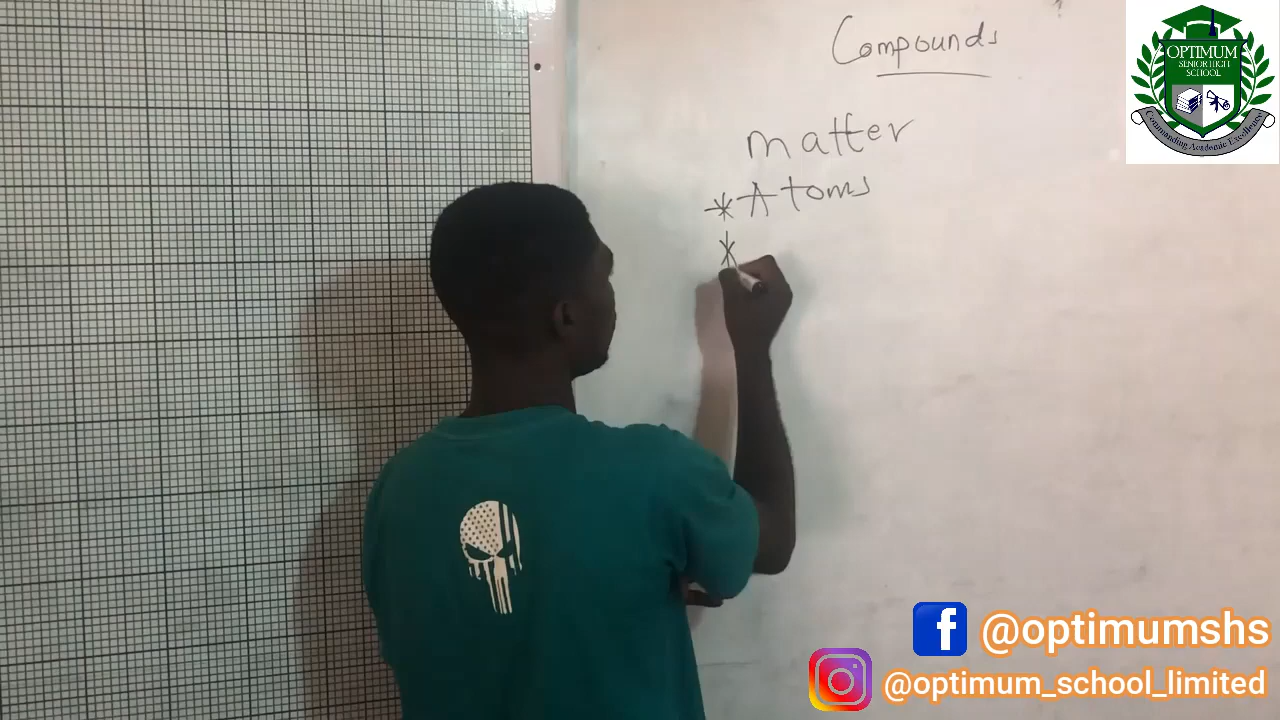 Compounds
matter
* Atoms
*
OPTIMUM
SENIOR HIGH
SCHOOL
Commanding Academic Excellence
@optimumshs
@optimum_school_limited